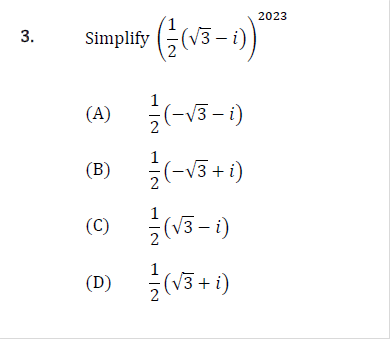 3. Simplify (1/2(√3 − i))^2023
(A) 1/2(−√3 − i)
(B) 1/2(−√3 + i)
(C) 1/2(√3 − i)
(D) 1/2(√3 + i)